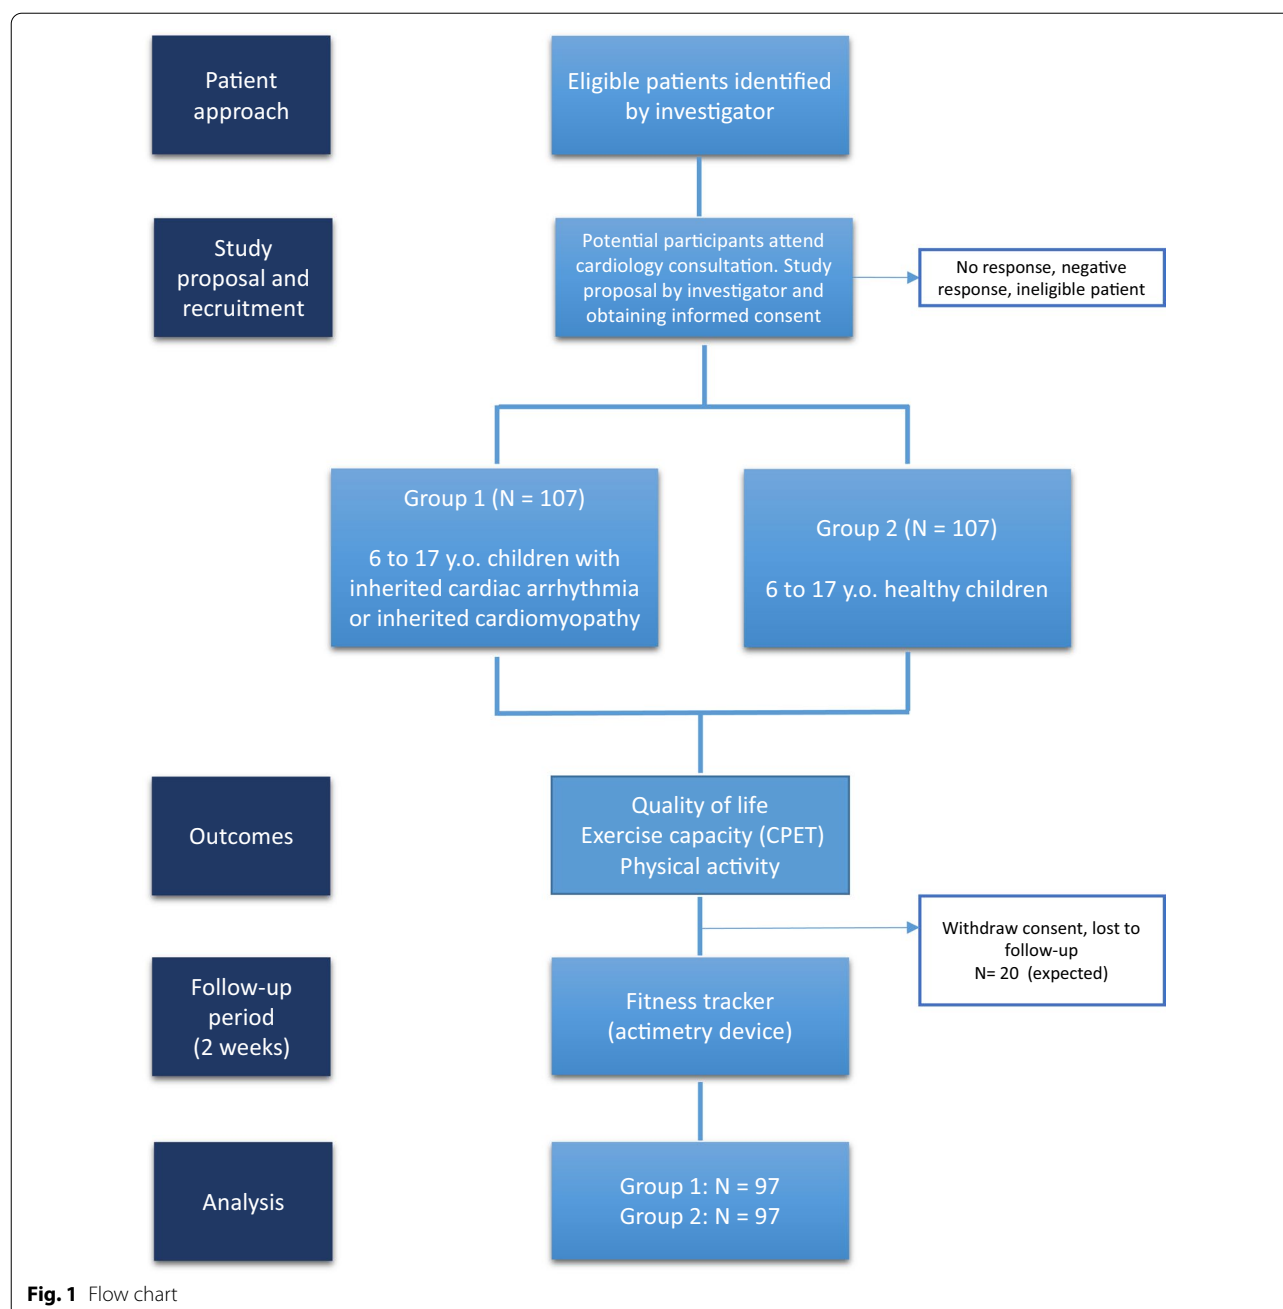 Patient
approach
Eligible patients identified
by investigator
Study
proposal and
recruitment
Potential participants attend
cardiology consultation. Study
proposal by investigator and
obtaining informed consent
No response, negative
response, ineligible patient
Group 1 (N = 107)
6 to 17 y.o. children with
inherited cardiac arrhythmia
or inherited cardiomyopathy
Group 2 (N = 107)
6 to 17 y.o. healthy children
Outcomes
Quality of life
Exercise capacity (CPET)
Physical activity
Withdraw consent, lost to
follow-up
N= 20 (expected)
Follow-up
period
(2 weeks)
Fitness tracker
(actimetry device)
Analysis
Group 1: N = 97
Group 2: N = 97
Fig. 1 Flow chart